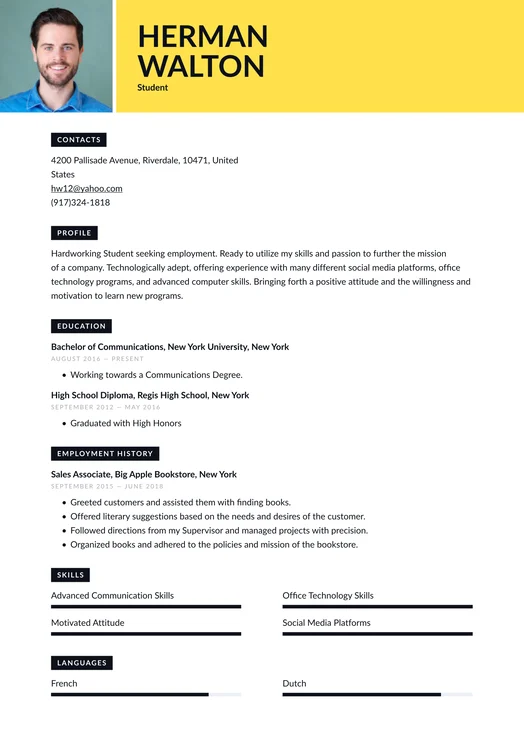 HERMAN
WALTON
Student
CONTACTS
4200 Pallisade Avenue, Riverdale, 10471, United
States
hw12@yahoo.com
(917)324-1818
PROFILE
Hardworking Student seeking employment. Ready to utilize my skills and passion to further the mission
of a company. Technologically adept, offering experience with many different social media platforms, office
technology programs, and advanced computer skills. Bringing forth a positive attitude and the willingness and
motivation to learn new programs.
EDUCATION
Bachelor of Communications, New York University, New York
AUGUST 2016 — PRESENT
• Working towards a Communications Degree.
High School Diploma, Regis High School, New York
SEPTEMBER 2012 — MAY 2016
• Graduated with High Honors
EMPLOYMENT HISTORY
Sales Associate, Big Apple Bookstore, New York
SEPTEMBER 2015 — JUNE 2018
• Greeted customers and assisted them with finding books.
• Offered literary suggestions based on the needs and desires of the customer.
• Followed directions from my Supervisor and managed projects with precision.
• Organized books and adhered to the policies and mission of the bookstore.
SKILLS
Advanced Communication Skills
Office Technology Skills
Motivated Attitude
Social Media Platforms
LANGUAGES
French
Dutch